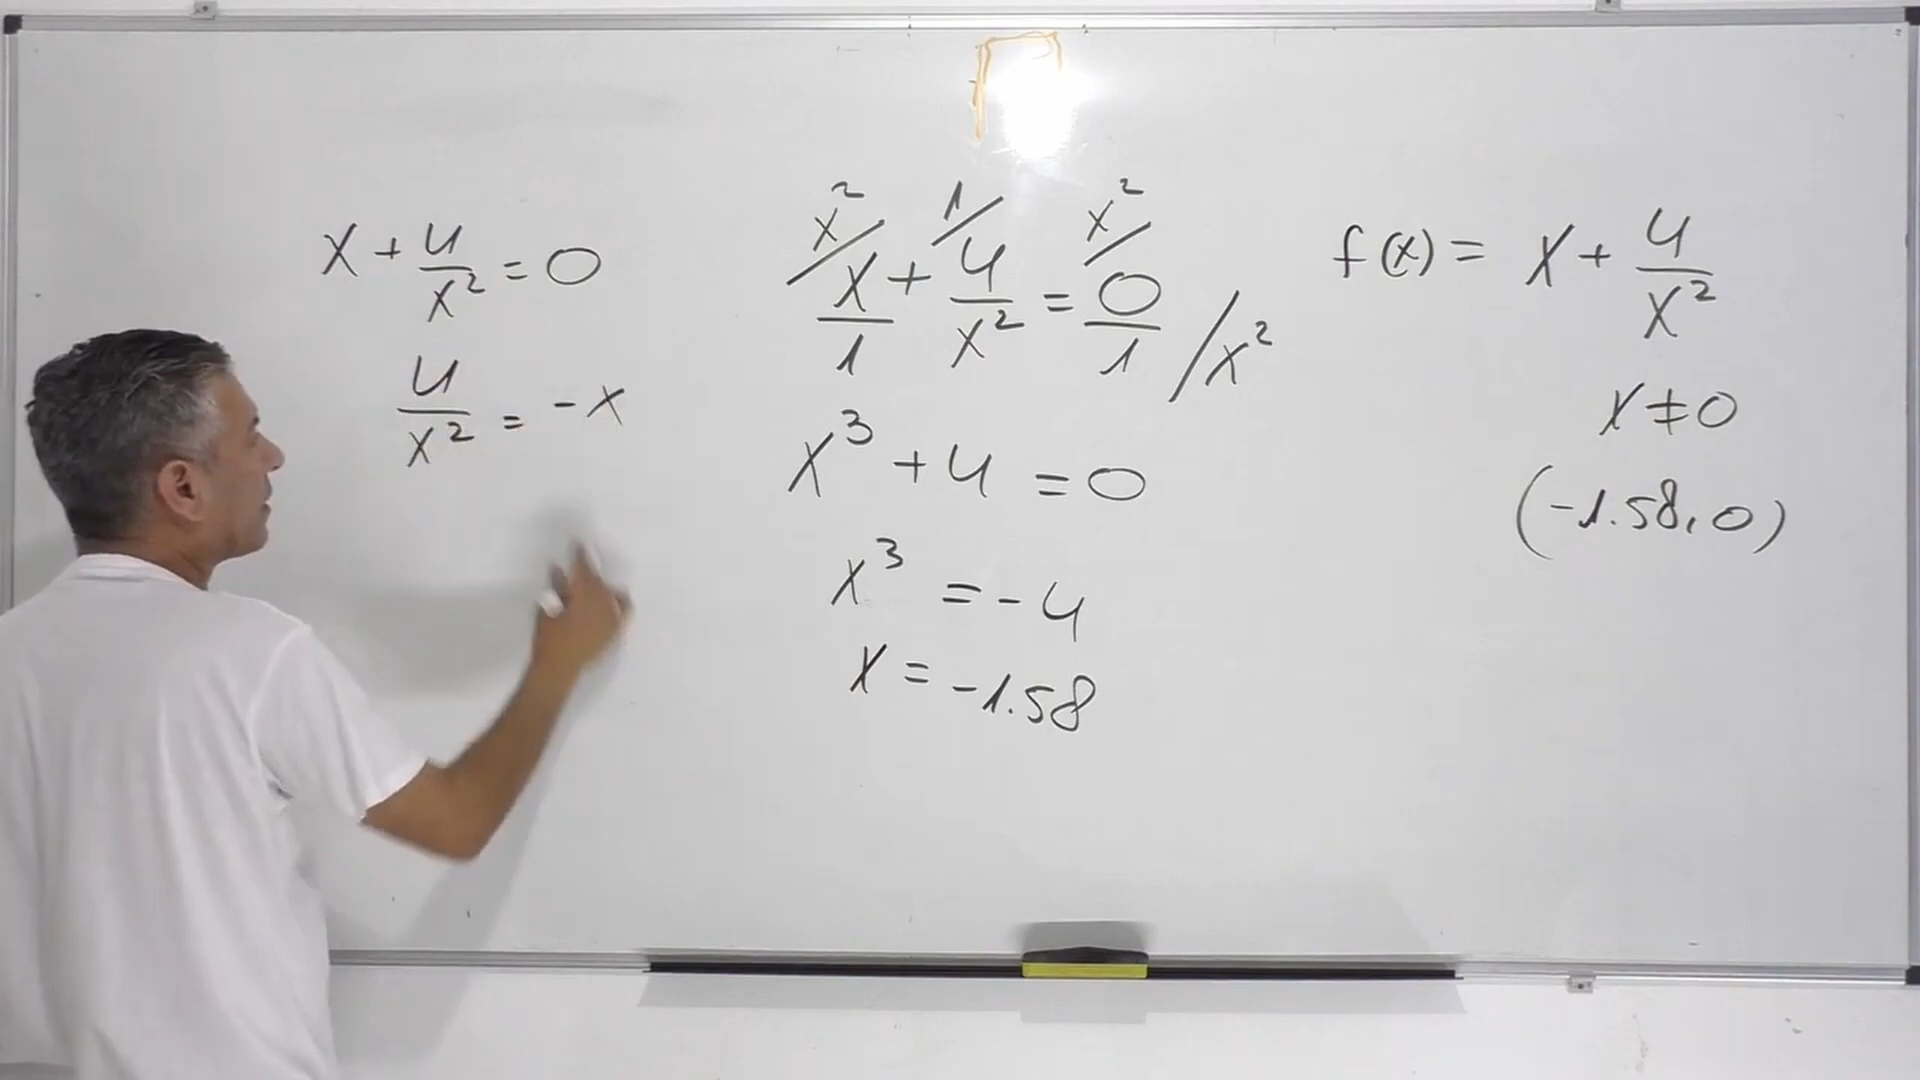 x + 4/x² = 0
4/x² = -x
x²/ 1/ x²/
x/1 + 4/x² = 0/1 /x²
x³ + 4 = 0
x³ = -4
x = -1.58
f(x) = x + 4/x²
x ≠ 0
(-1.58, 0)